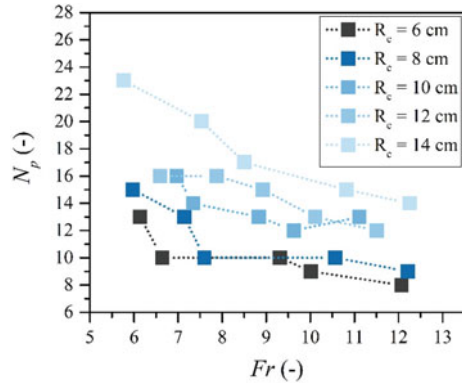 28
26
24
22
20
18
16
14
12
10
8
6
N_p (-)
5 6 7 8 9 10 11 12 13
Fr (-)
R_c = 6 cm
R_c = 8 cm
R_c = 10 cm
R_c = 12 cm
R_c = 14 cm